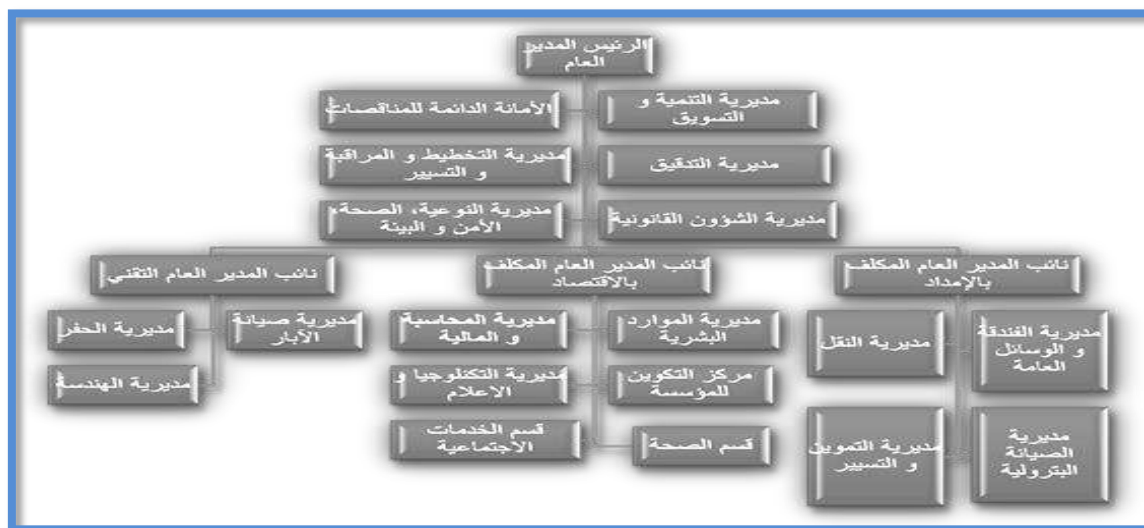 الرئيس المدير
العام
مديرية التنمية و
التسويق
الأمانة الدائمة للمناقصات
مديرية التدقيق
مديرية التخطيط و المراقبة
و التسيير
مديرية الشؤون القانونية
مديرية النوعية، الصحة،
الأمن و البيئة
نائب المدير العام المكلف
بالإمداد
نائب المدير العام المكلف
بالاقتصاد
نائب المدير العام التقني
مديرية الفندقة
و الوسائل
العامة
مديرية النقل
مديرية الموارد
البشرية
مديرية المحاسبة
و المالية
مديرية صيانة
الآبار
مديرية الحفر
مديرية
الصيانة
البترولية
مديرية التموين
و التسيير
مركز التكوين
للمؤسسة
مديرية التكنلوجيا و
الاعلام
مديرية الهندسة
قسم الصحة
قسم الخدمات
الاجتماعية